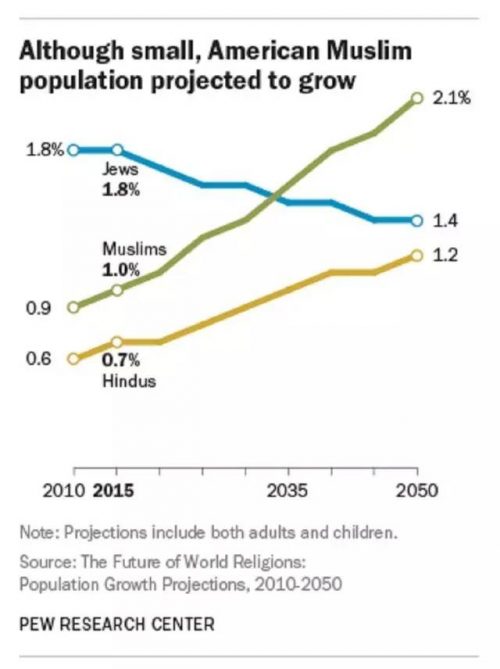 Although small, American Muslim
population projected to grow
2.1%
1.8%
Jews
1.8%
1.4
Muslims
1.0%
1.2
0.9
0.6
0.7%
Hindus
2010 2015 2035 2050
Note: Projections include both adults and children.
Source: The Future of World Religions:
Population Growth Projections, 2010-2050
PEW RESEARCH CENTER